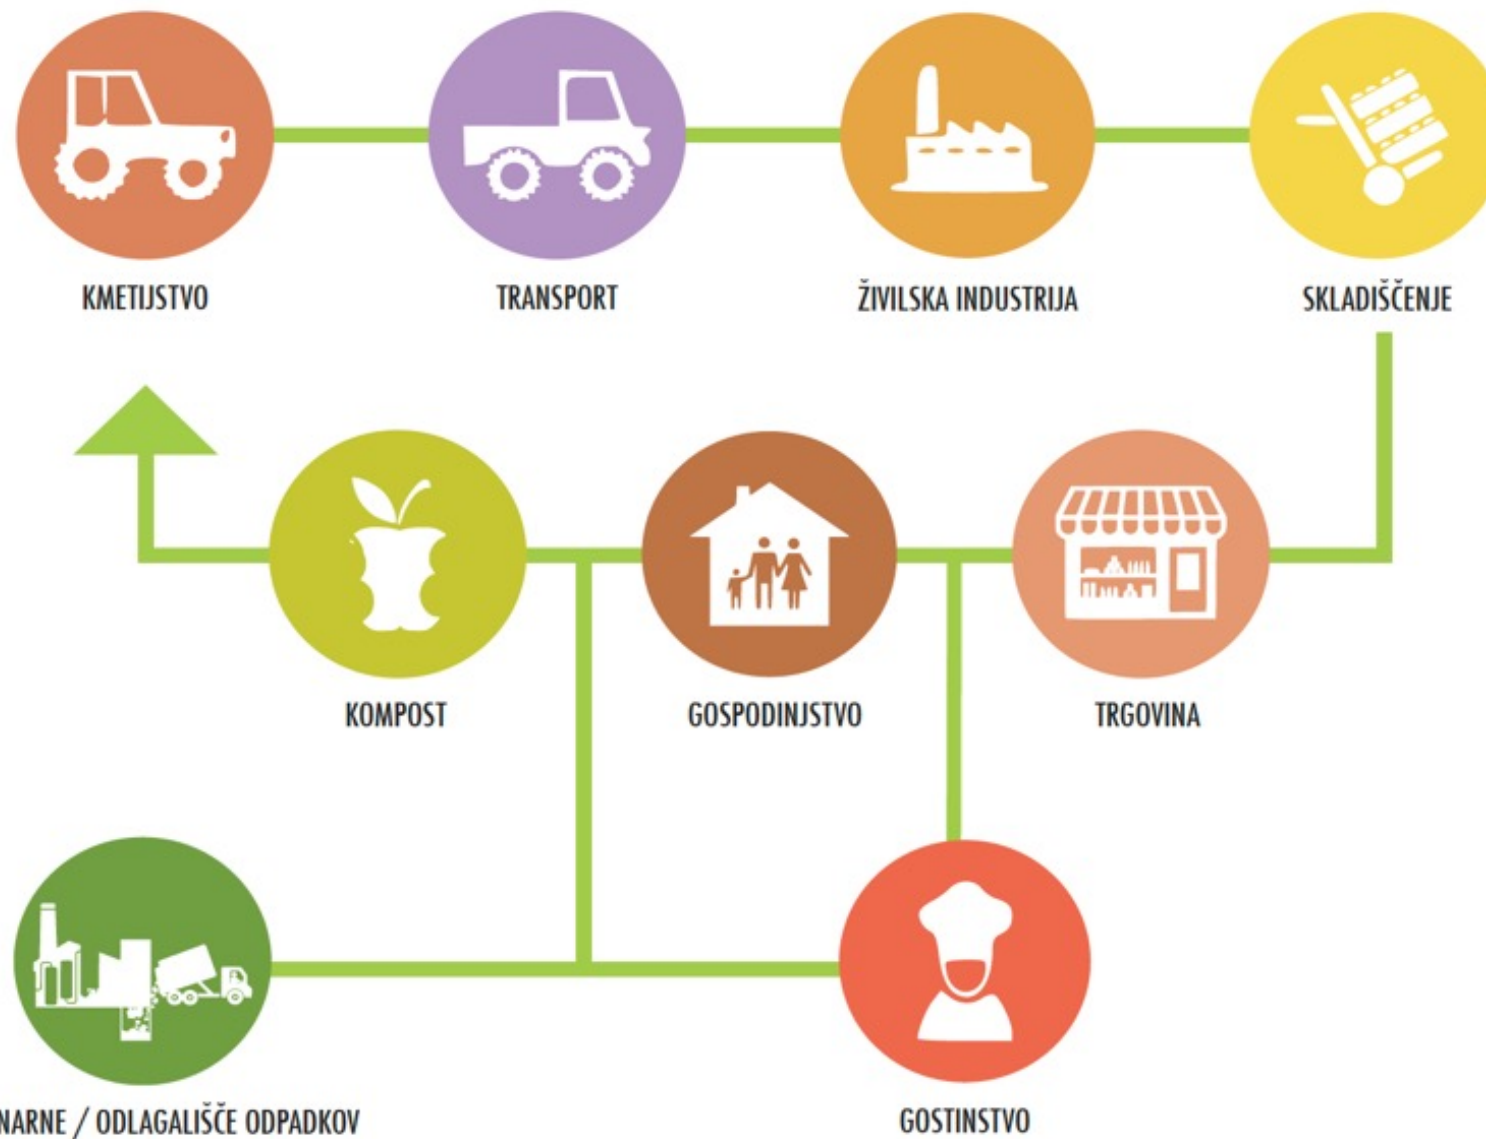 KMETIJSTVO
TRANSPORT
ŽIVILSKA INDUSTRIJA
SKLADIŠČENJE
KOMPOST
GOSPODINJSTVO
TRGOVINA
/ ODLAGALIŠČE ODPADKOV
GOSTINSTVO